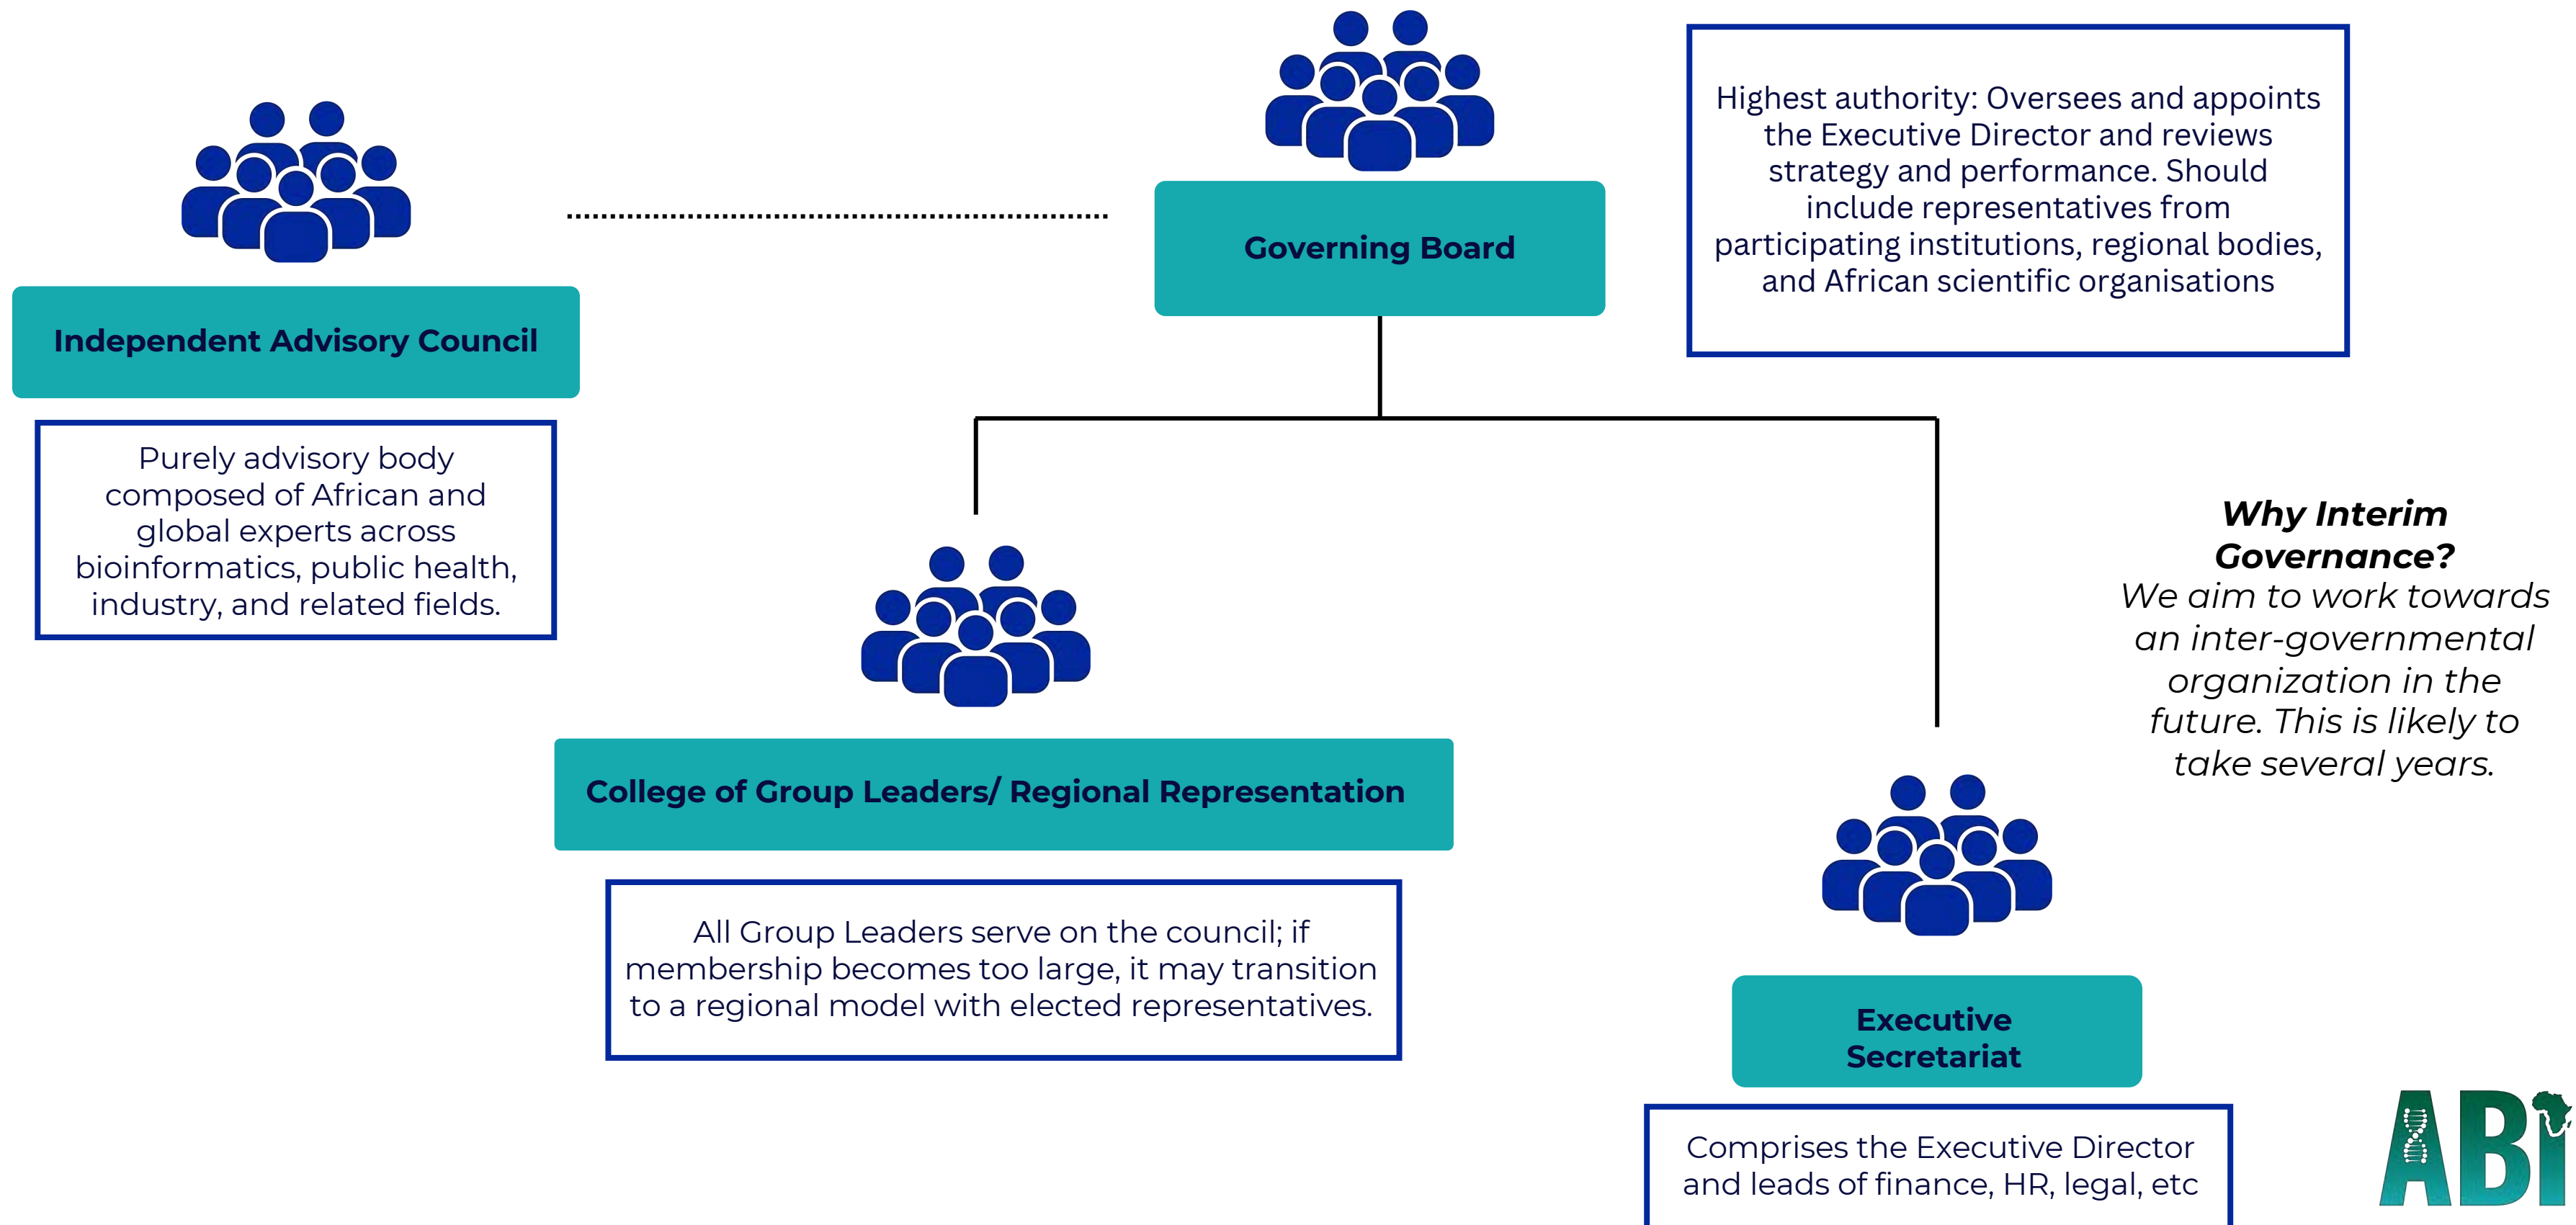 Highest authority: Oversees and appoints
the Executive Director and reviews
strategy and performance. Should
include representatives from
participating institutions, regional bodies,
and African scientific organisations
Governing Board
Independent Advisory Council
Purely advisory body
composed of African and
global experts across
bioinformatics, public health,
industry, and related fields.
Why Interim
Governance?
We aim to work towards
an inter-governmental
organization in the
future. This is likely to
take several years.
College of Group Leaders/ Regional Representation
All Group Leaders serve on the council; if
membership becomes too large, it may transition
to a regional model with elected representatives.
Executive
Secretariat
Comprises the Executive Director
and leads of finance, HR, legal, etc
ABi